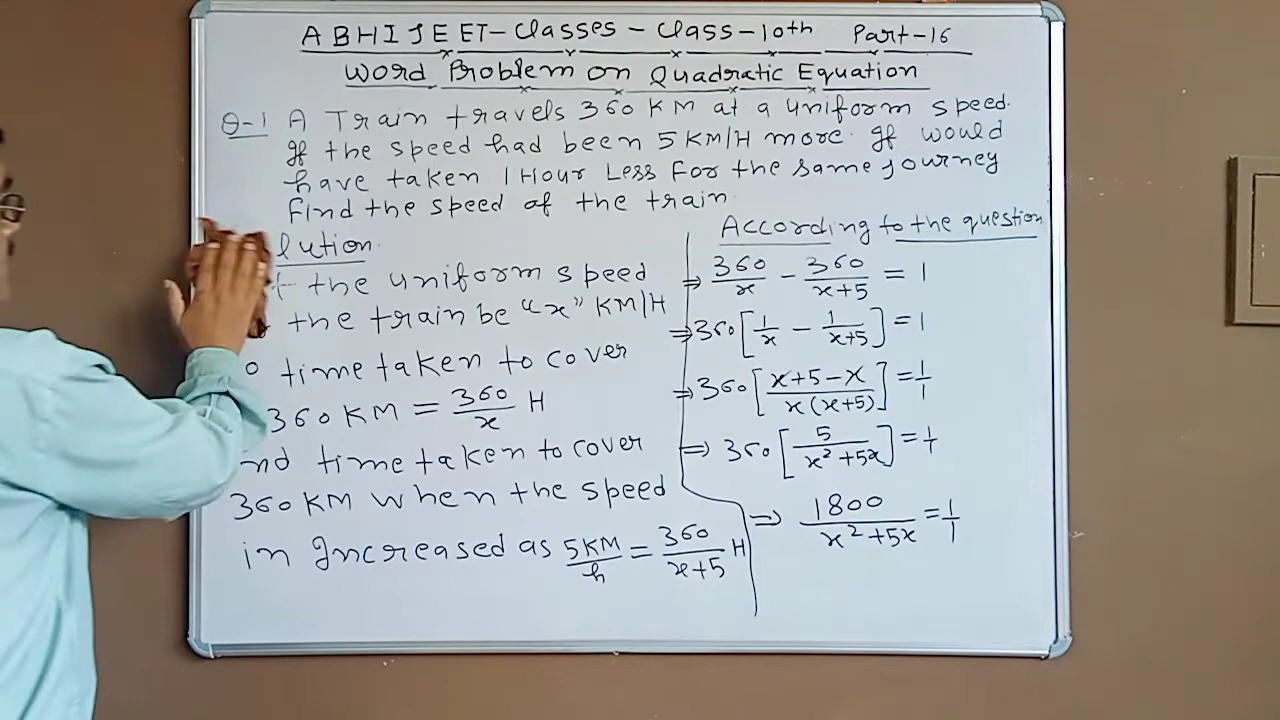 ABHIJEET-Classes-Class-10th Part-16
Word Problem on Quadratic Equation
Q-1 A Train travels 360 KM at a uniform speed.
If the speed had been 5 KM/H more. If would
have taken 1 Hour Less For the same Journey
Find the speed of the train.
lution.
the uniform speed
the train be "x" KM/H
time taken to cover
360 KM = 360/x H
nd time taken to cover
360 KM when the speed
in Increased as 5KM/h = 360/x+5 H
According to the question
⇒ 360/x - 360/x+5 = 1
⇒ 360[1/x - 1/x+5] = 1
⇒ 360[x+5-x/x(x+5)] = 1/1
⇒ 360[5/x²+5x] = 1/1
⇒ 1800/x²+5x = 1/1